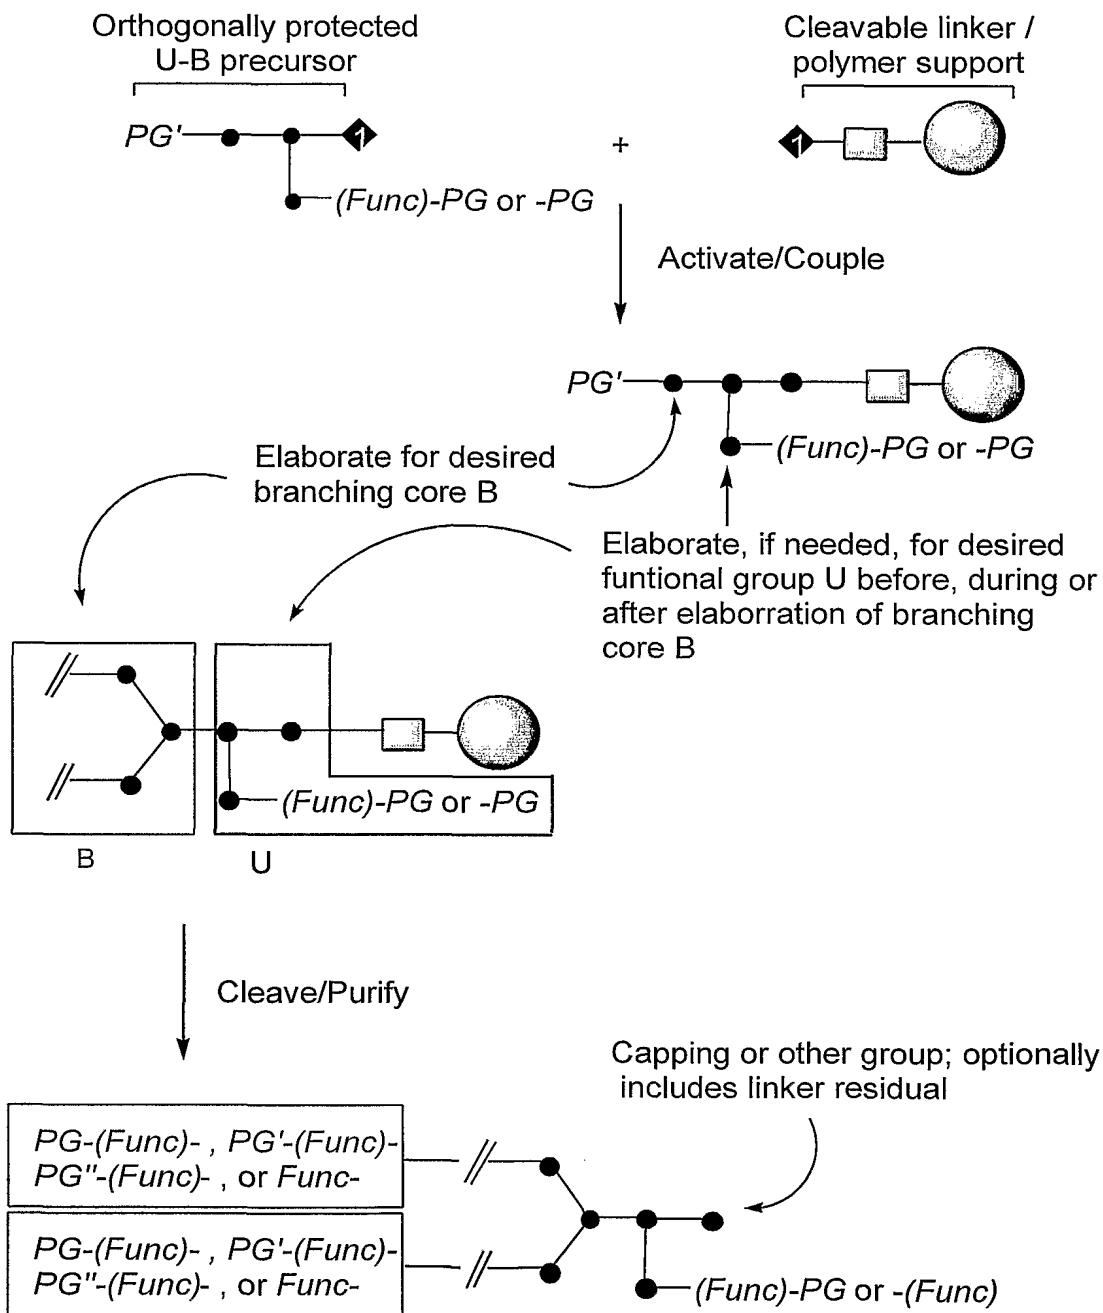 Orthogonally protected
U-B precursor
Cleavable linker /
polymer support
PG'
1
(Func)-PG or -PG
+
1
Activate/Couple
PG'
(Func)-PG or -PG
Elaborate for desired
branching core B
Elaborate, if needed, for desired
funtional group U before, during or
after elaborration of branching
core B
(Func)-PG or -PG
B
U
Cleave/Purify
Capping or other group; optionally
includes linker residual
PG-(Func)- , PG'-(Func)-
PG"-(Func)- , or Func-
PG-(Func)- , PG'-(Func)-
PG"-(Func)- , or Func-
(Func)-PG or -(Func)